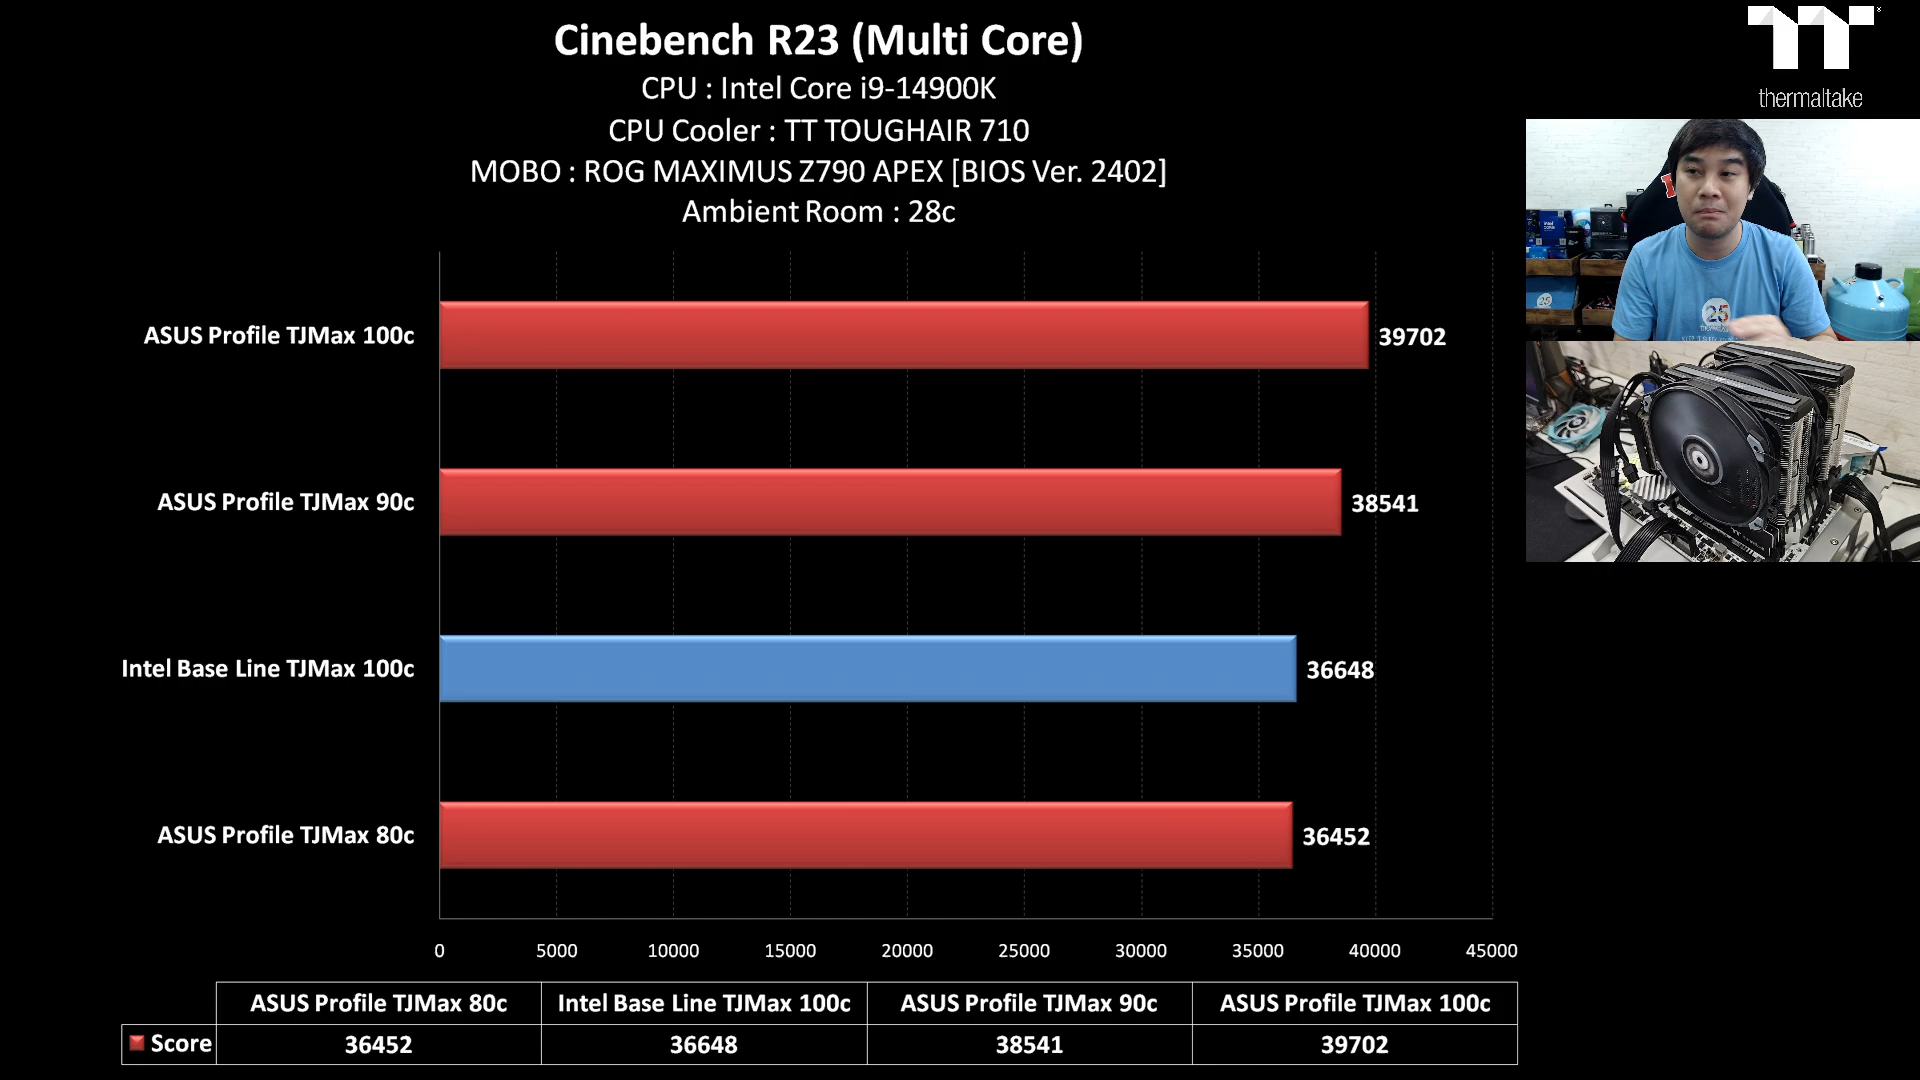 Cinebench R23 (Multi Core)
CPU : Intel Core i9-14900K
CPU Cooler : TT TOUGHAIR 710
MOBO : ROG MAXIMUS Z790 APEX [BIOS Ver. 2402]
Ambient Room : 28c
thermaltake
ASUS Profile TJMax 100c
39702
ASUS Profile TJMax 90c
38541
Intel Base Line TJMax 100c
36648
ASUS Profile TJMax 80c
36452
0 5000 10000 15000 20000 25000 30000 35000 40000 45000
ASUS Profile TJMax 80c Intel Base Line TJMax 100c ASUS Profile TJMax 90c ASUS Profile TJMax 100c
Score 36452 36648 38541 39702
25
25